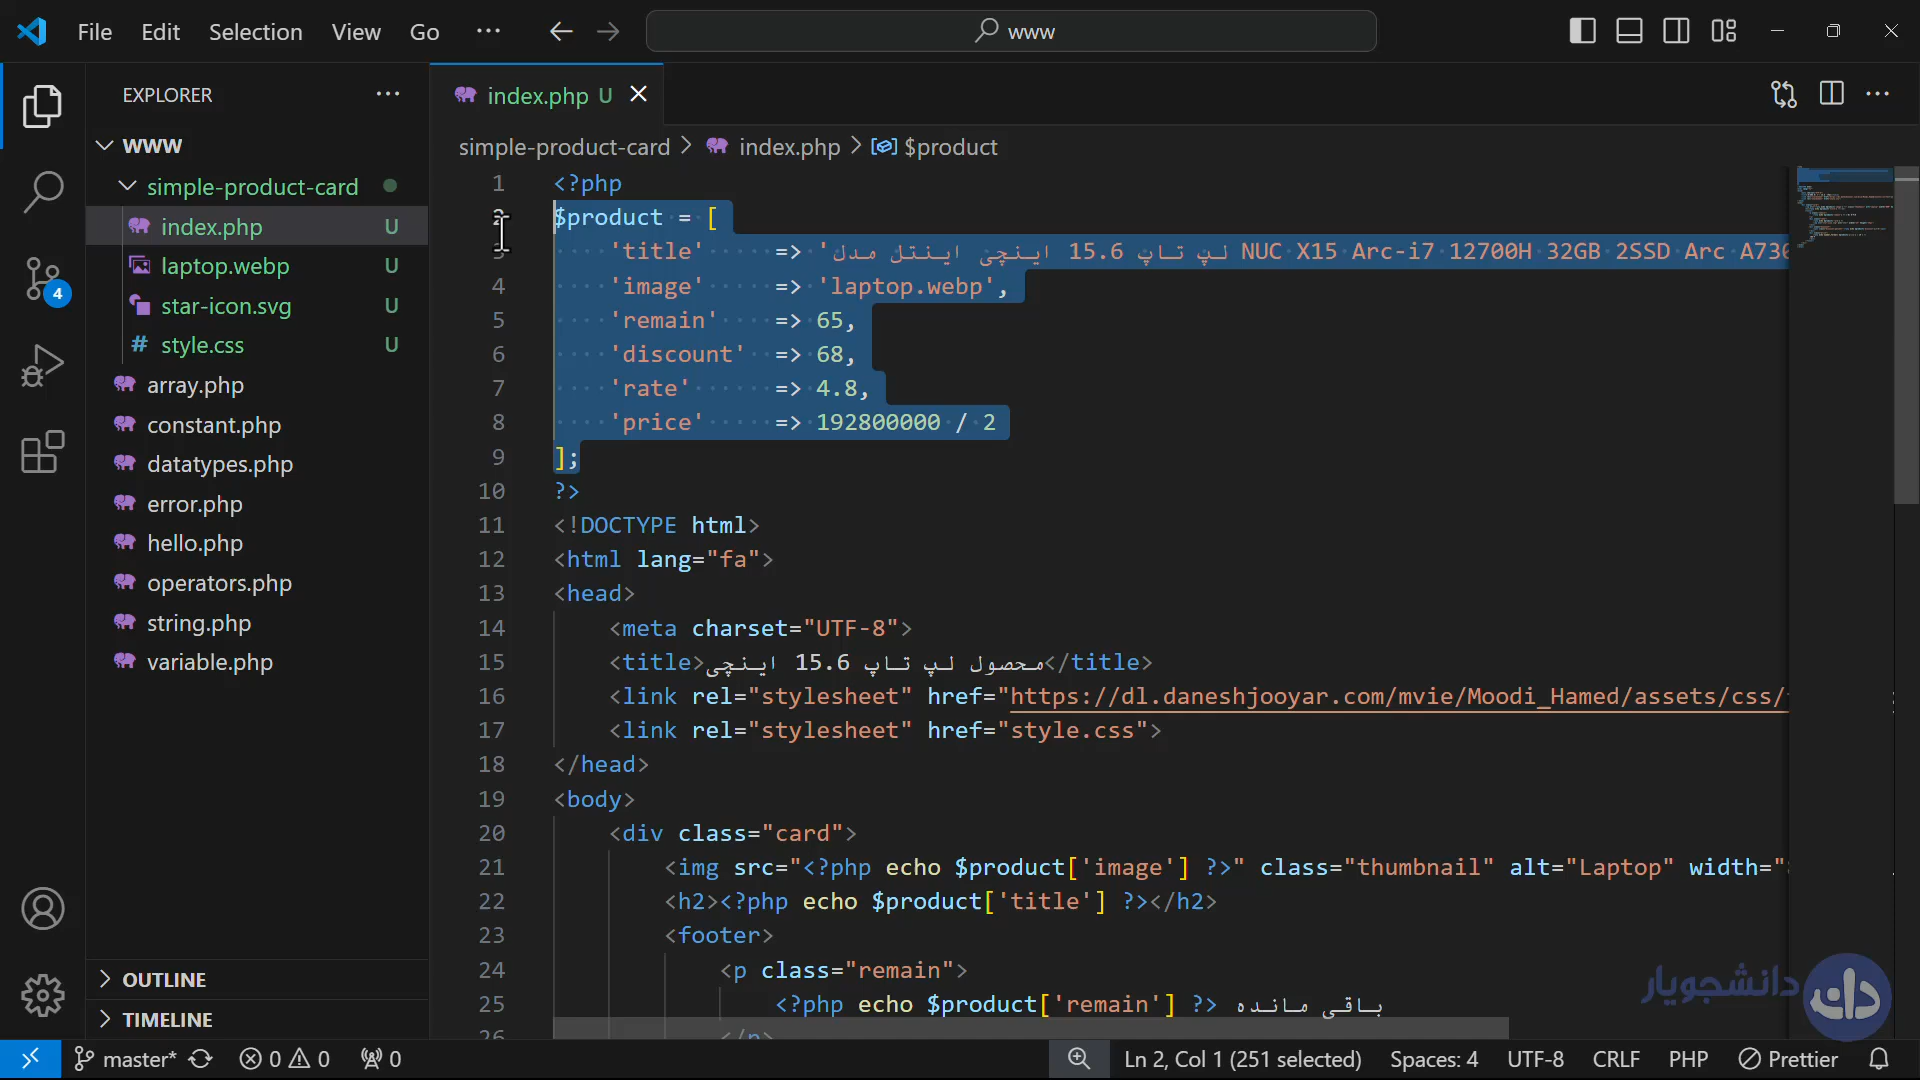 File Edit Selection View Go ··· www
EXPLORER ···
WWW
simple-product-card
index.php U
laptop.webp U
star-icon.svg U
style.css U
array.php
constant.php
datatypes.php
error.php
hello.php
operators.php
string.php
variable.php
OUTLINE
TIMELINE
4
index.php U
simple-product-card > index.php > $product
1 <?php
$product = [
3 'title' => 'لپ تاپ 15.6 اینچی اینتل مدل NUC X15 Arc-i7 12700H 32GB 2SSD Arc A730
4 'image' => 'laptop.webp',
5 'remain' => 65,
6 'discount' => 68,
7 'rate' => 4.8,
8 'price' => 192800000 / 2
9 ];
10 ?>
11 <!DOCTYPE html>
12 <html lang="fa">
13 <head>
14 <meta charset="UTF-8">
15 <title>محصول لپ تاپ 15.6 اینچی</title>
16 <link rel="stylesheet" href="https://dl.daneshjooyar.com/mvie/Moodi_Hamed/assets/css/
17 <link rel="stylesheet" href="style.css">
18 </head>
19 <body>
20 <div class="card">
21 <img src="<?php echo $product['image'] ?>" class="thumbnail" alt="Laptop" width="
22 <h2><?php echo $product['title'] ?></h2>
23 <footer>
24 <p class="remain">
25 <?php echo $product['remain'] ?> باقی مانده
26 </p>
دانشجویار
master* 0 0 0 Ln 2, Col 1 (251 selected) Spaces: 4 UTF-8 CRLF PHP Prettier